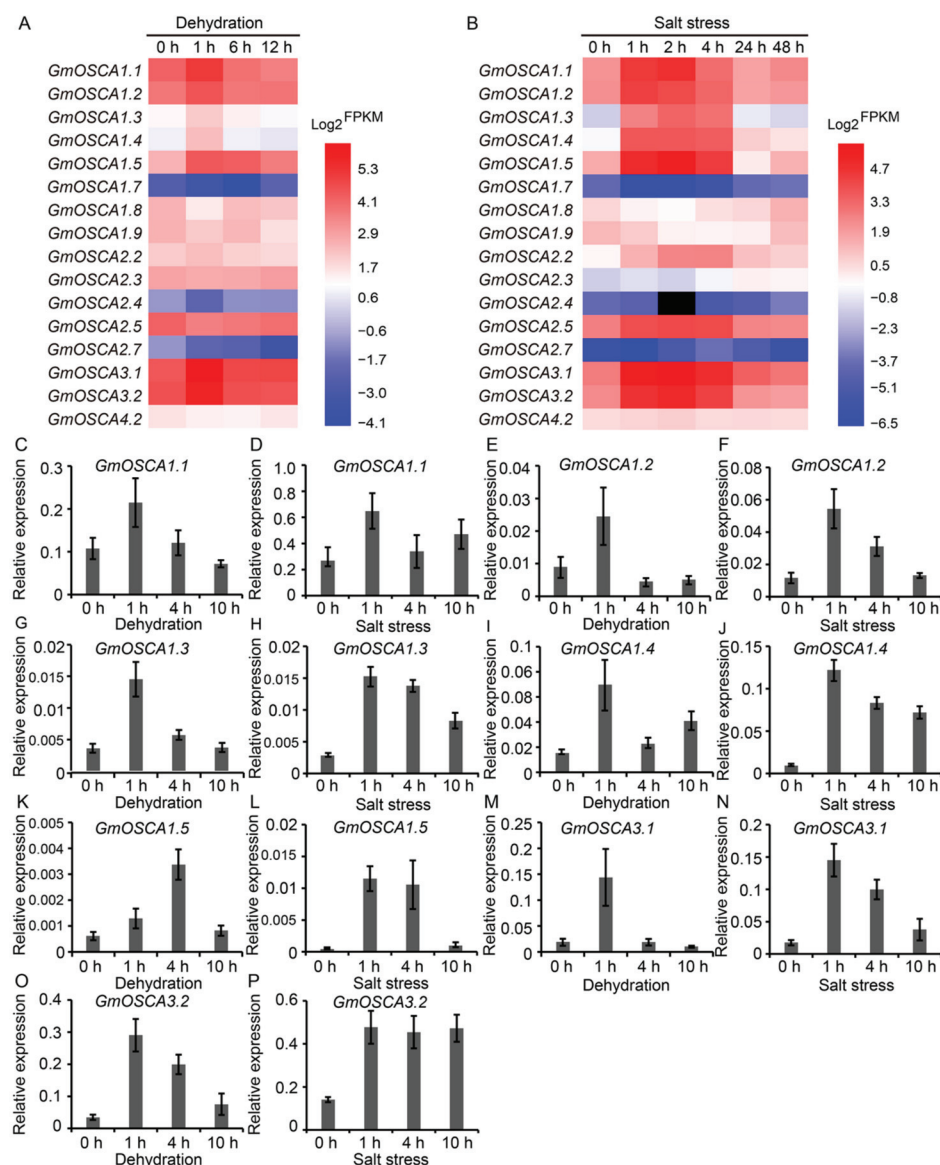 A
Dehydration
0 h 1 h 6 h 12 h
GmOSCA1.1
GmOSCA1.2
GmOSCA1.3
GmOSCA1.4
GmOSCA1.5
GmOSCA1.7
GmOSCA1.8
GmOSCA1.9
GmOSCA2.2
GmOSCA2.3
GmOSCA2.4
GmOSCA2.5
GmOSCA2.7
GmOSCA3.1
GmOSCA3.2
GmOSCA4.2
Log2FPKM
5.3
4.1
2.9
1.7
0.6
−0.6
−1.7
−3.0
−4.1
B
Salt stress
0 h 1 h 2 h 4 h 24 h 48 h
GmOSCA1.1
GmOSCA1.2
GmOSCA1.3
GmOSCA1.4
GmOSCA1.5
GmOSCA1.7
GmOSCA1.8
GmOSCA1.9
GmOSCA2.2
GmOSCA2.3
GmOSCA2.4
GmOSCA2.5
GmOSCA2.7
GmOSCA3.1
GmOSCA3.2
GmOSCA4.2
Log2FPKM
4.7
3.3
1.9
0.5
−0.8
−2.3
−3.7
−5.1
−6.5
C
GmOSCA1.1
Relative expression
0.3
0.2
0.1
0
0 h 1 h 4 h 10 h
Dehydration
D
GmOSCA1.1
Relative expression
1.0
0.8
0.6
0.4
0.2
0.0
0 h 1 h 4 h 10 h
Salt stress
E
GmOSCA1.2
Relative expression
0.04
0.03
0.02
0.01
0
0 h 1 h 4 h 10 h
Dehydration
F
GmOSCA1.2
Relative expression
0.08
0.06
0.04
0.02
0
0 h 1 h 4 h 10 h
Salt stress
G
GmOSCA1.3
Relative expression
0.02
0.015
0.01
0.005
0
0 h 1 h 4 h 10 h
Dehydration
H
GmOSCA1.3
Relative expression
0.02
0.015
0.01
0.005
0
0 h 1 h 4 h 10 h
Salt stress
I
GmOSCA1.4
Relative expression
0.1
0.08
0.06
0.04
0.02
0
0 h 1 h 4 h 10 h
Dehydration
J
GmOSCA1.4
Relative expression
0.15
0.1
0.05
0
0 h 1 h 4 h 10 h
Salt stress
K
GmOSCA1.5
Relative expression
0.005
0.004
0.003
0.002
0.001
0
0 h 1 h 4 h 10 h
Dehydration
L
GmOSCA1.5
Relative expression
0.02
0.015
0.01
0.005
0
0 h 1 h 4 h 10 h
Salt stress
M
GmOSCA3.1
Relative expression
0.25
0.2
0.15
0.1
0.05
0
0 h 1 h 4 h 10 h
Dehydration
N
GmOSCA3.1
Relative expression
0.2
0.15
0.1
0.05
0
0 h 1 h 4 h 10 h
Salt stress
O
GmOSCA3.2
Relative expression
0.4
0.3
0.2
0.1
0
0 h 1 h 4 h 10 h
Dehydration
P
GmOSCA3.2
Relative expression
0.6
0.4
0.2
0
0 h 1 h 4 h 10 h
Salt stress